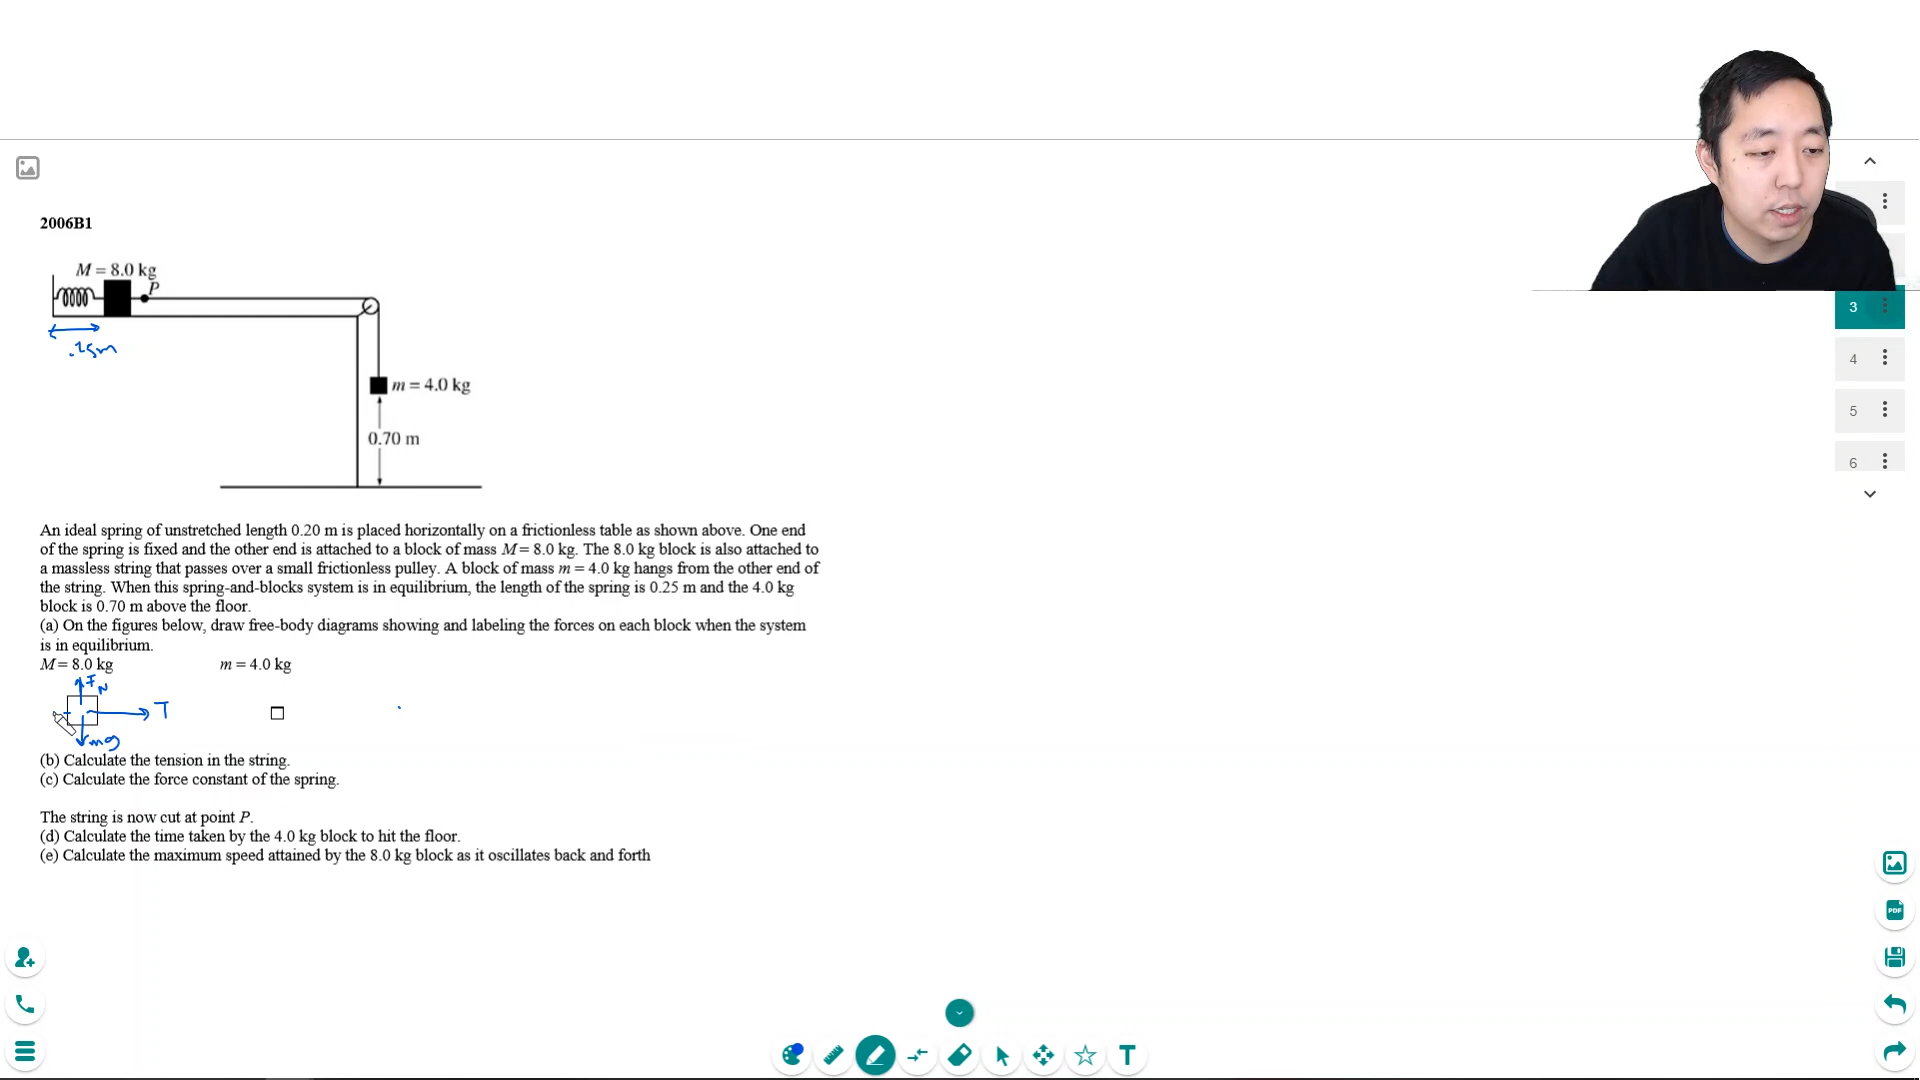 2006B1
M = 8.0 kg
P
.25m
m = 4.0 kg
0.70 m
An ideal spring of unstretched length 0.20 m is placed horizontally on a frictionless table as shown above. One end
of the spring is fixed and the other end is attached to a block of mass M= 8.0 kg. The 8.0 kg block is also attached to
a massless string that passes over a small frictionless pulley. A block of mass m = 4.0 kg hangs from the other end of
the string. When this spring-and-blocks system is in equilibrium, the length of the spring is 0.25 m and the 4.0 kg
block is 0.70 m above the floor.
(a) On the figures below, draw free-body diagrams showing and labeling the forces on each block when the system
is in equilibrium.
M= 8.0 kg m = 4.0 kg
FN
T
mg
(b) Calculate the tension in the string.
(c) Calculate the force constant of the spring.
The string is now cut at point P.
(d) Calculate the time taken by the 4.0 kg block to hit the floor.
(e) Calculate the maximum speed attained by the 8.0 kg block as it oscillates back and forth
3
4
5
6
PDF
T